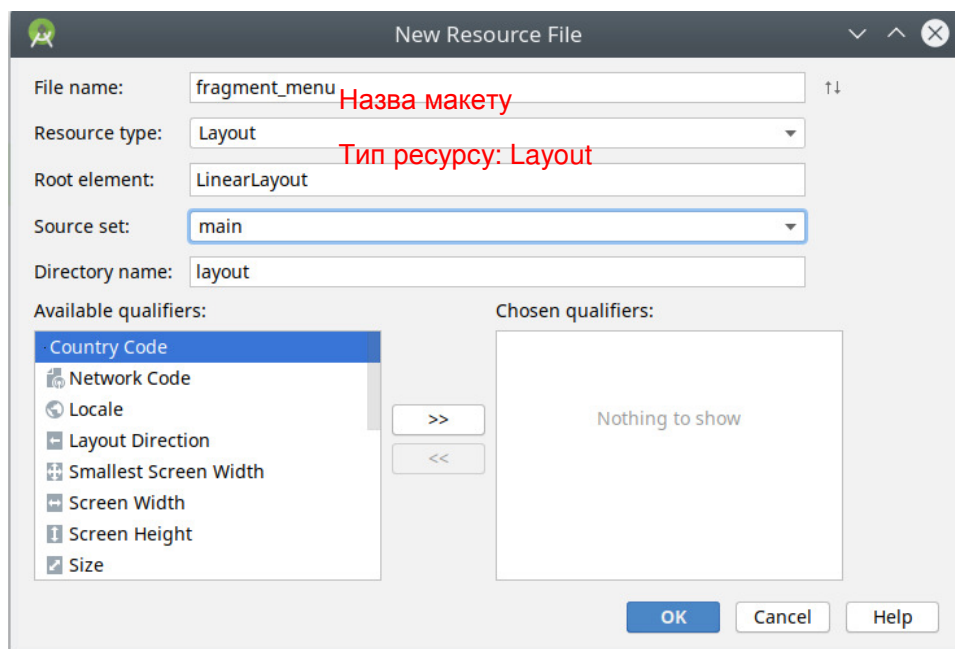 New Resource File
File name: fragment_menu
Назва макету
Resource type: Layout
Тип ресурсу: Layout
Root element: LinearLayout
Source set: main
Directory name: layout
Available qualifiers: Chosen qualifiers:
Country Code
Network Code
Locale
>> Nothing to show
Layout Direction
<<
Smallest Screen Width
Screen Width
Screen Height
Size
OK Cancel Help